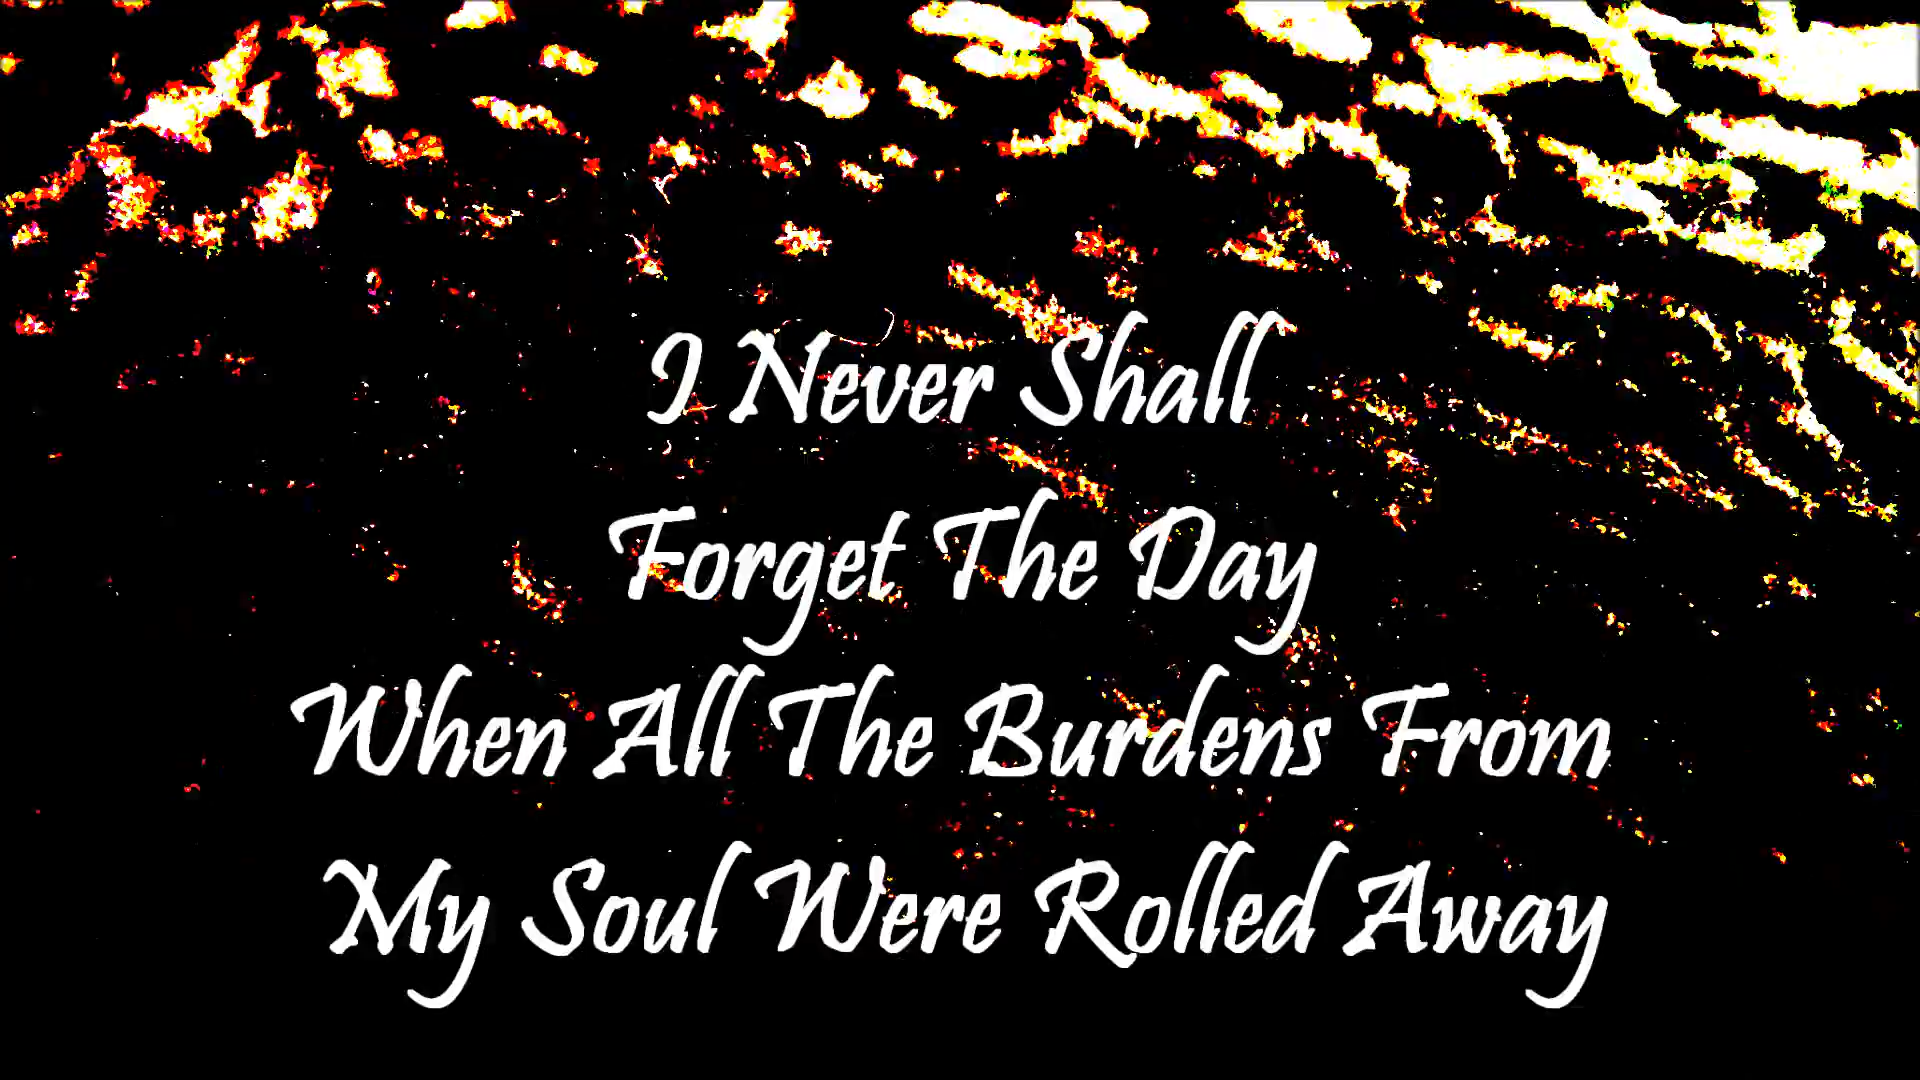 I Never Shall
Forget The Day
When All The Burdens From
My Soul Were Rolled Away